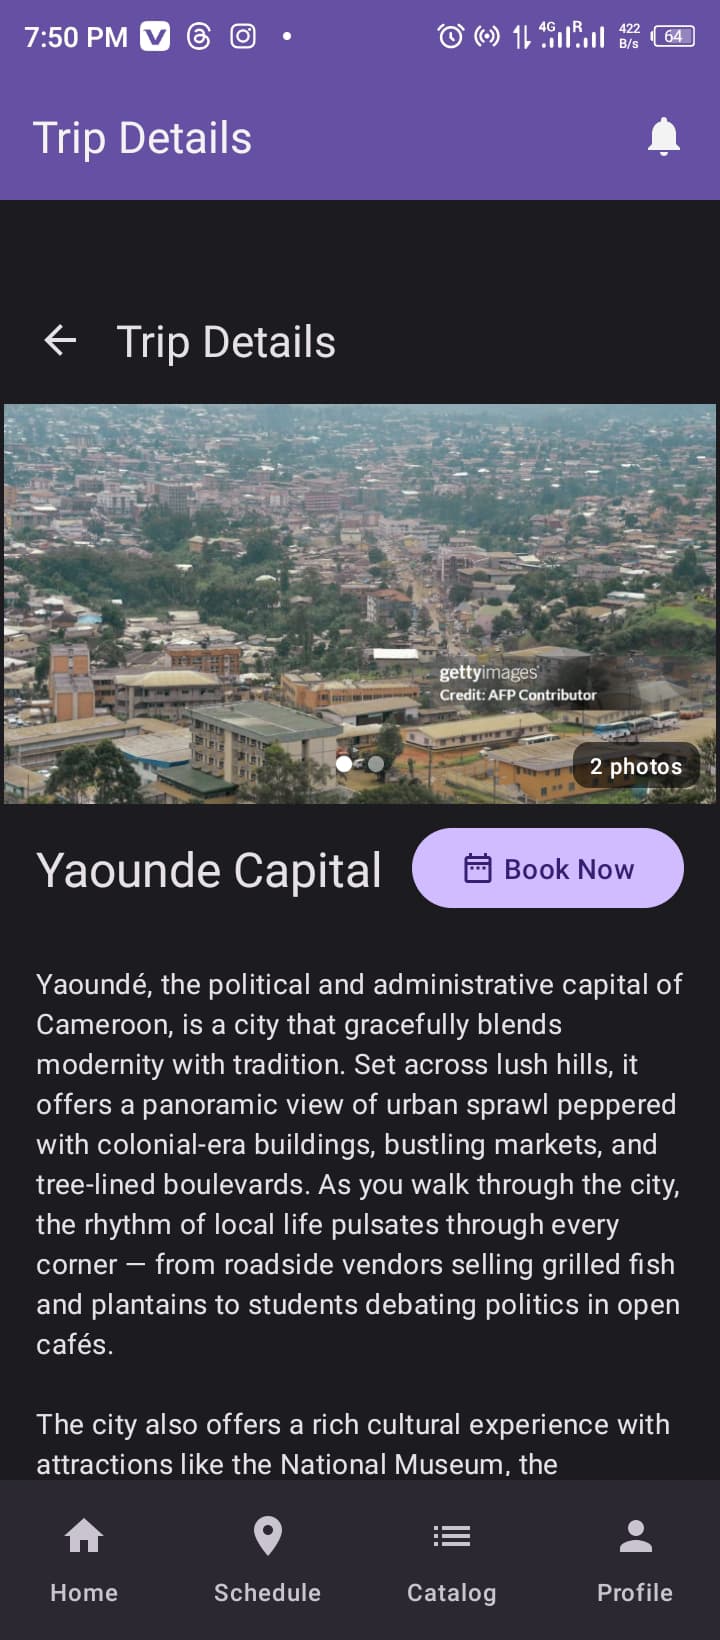 7:50 PM
4G R 422 B/s 64
Trip Details
Trip Details
gettyimages
Credit: AFP Contributor
2 photos
Yaounde Capital
Book Now
Yaoundé, the political and administrative capital of
Cameroon, is a city that gracefully blends
modernity with tradition. Set across lush hills, it
offers a panoramic view of urban sprawl peppered
with colonial-era buildings, bustling markets, and
tree-lined boulevards. As you walk through the city,
the rhythm of local life pulsates through every
corner — from roadside vendors selling grilled fish
and plantains to students debating politics in open
cafés.
The city also offers a rich cultural experience with
attractions like the National Museum, the
Home
Schedule
Catalog
Profile